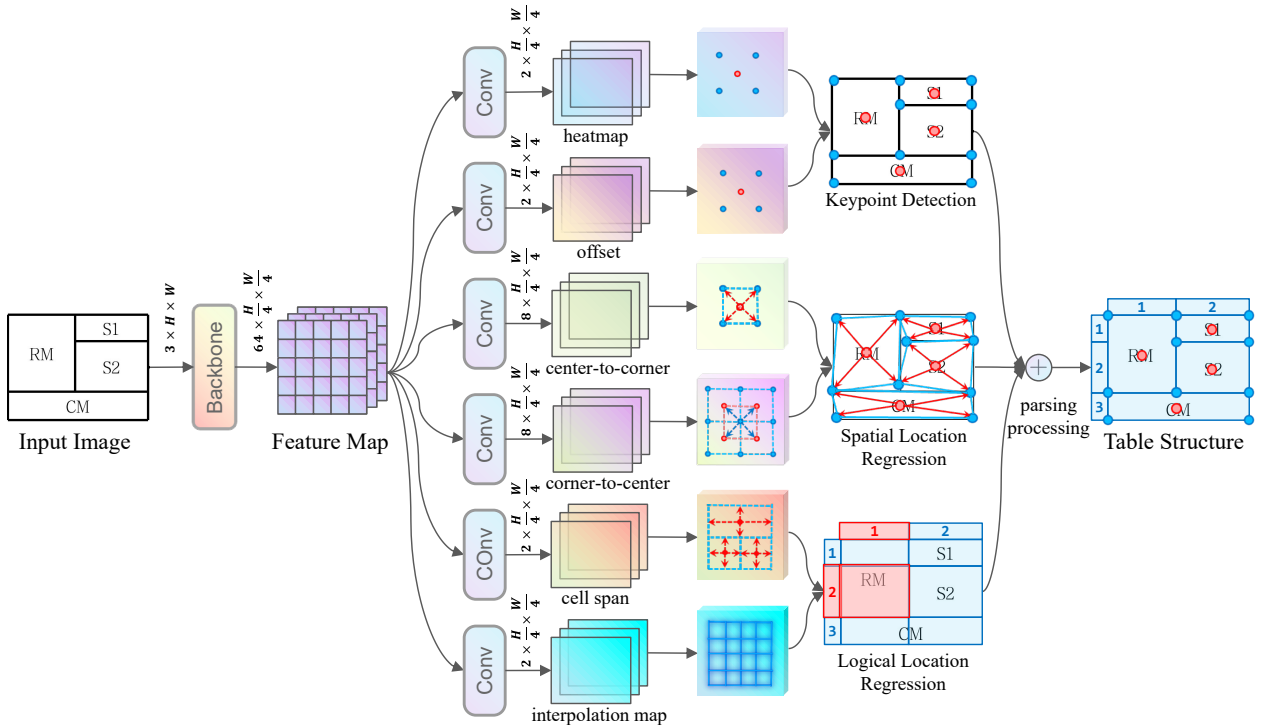 RM
S1
S2
CM
Input Image
3 × H × W
Backbone
64 × H/4 × W/4
Feature Map
Conv
2 × H/4 × W/4
heatmap
Conv
2 × H/4 × W/4
offset
Conv
8 × H/4 × W/4
center-to-corner
Conv
8 × H/4 × W/4
corner-to-center
COnv
2 × H/4 × W/4
cell span
Conv
2 × H/4 × W/4
interpolation map
RM
S1
S2
CM
Keypoint Detection
RM
S1
S2
CM
Spatial Location
Regression
1
2
1
2
3
RM
S1
S2
CM
Logical Location
Regression
parsing
processing
1
2
1
2
3
RM
S1
S2
CM
Table Structure